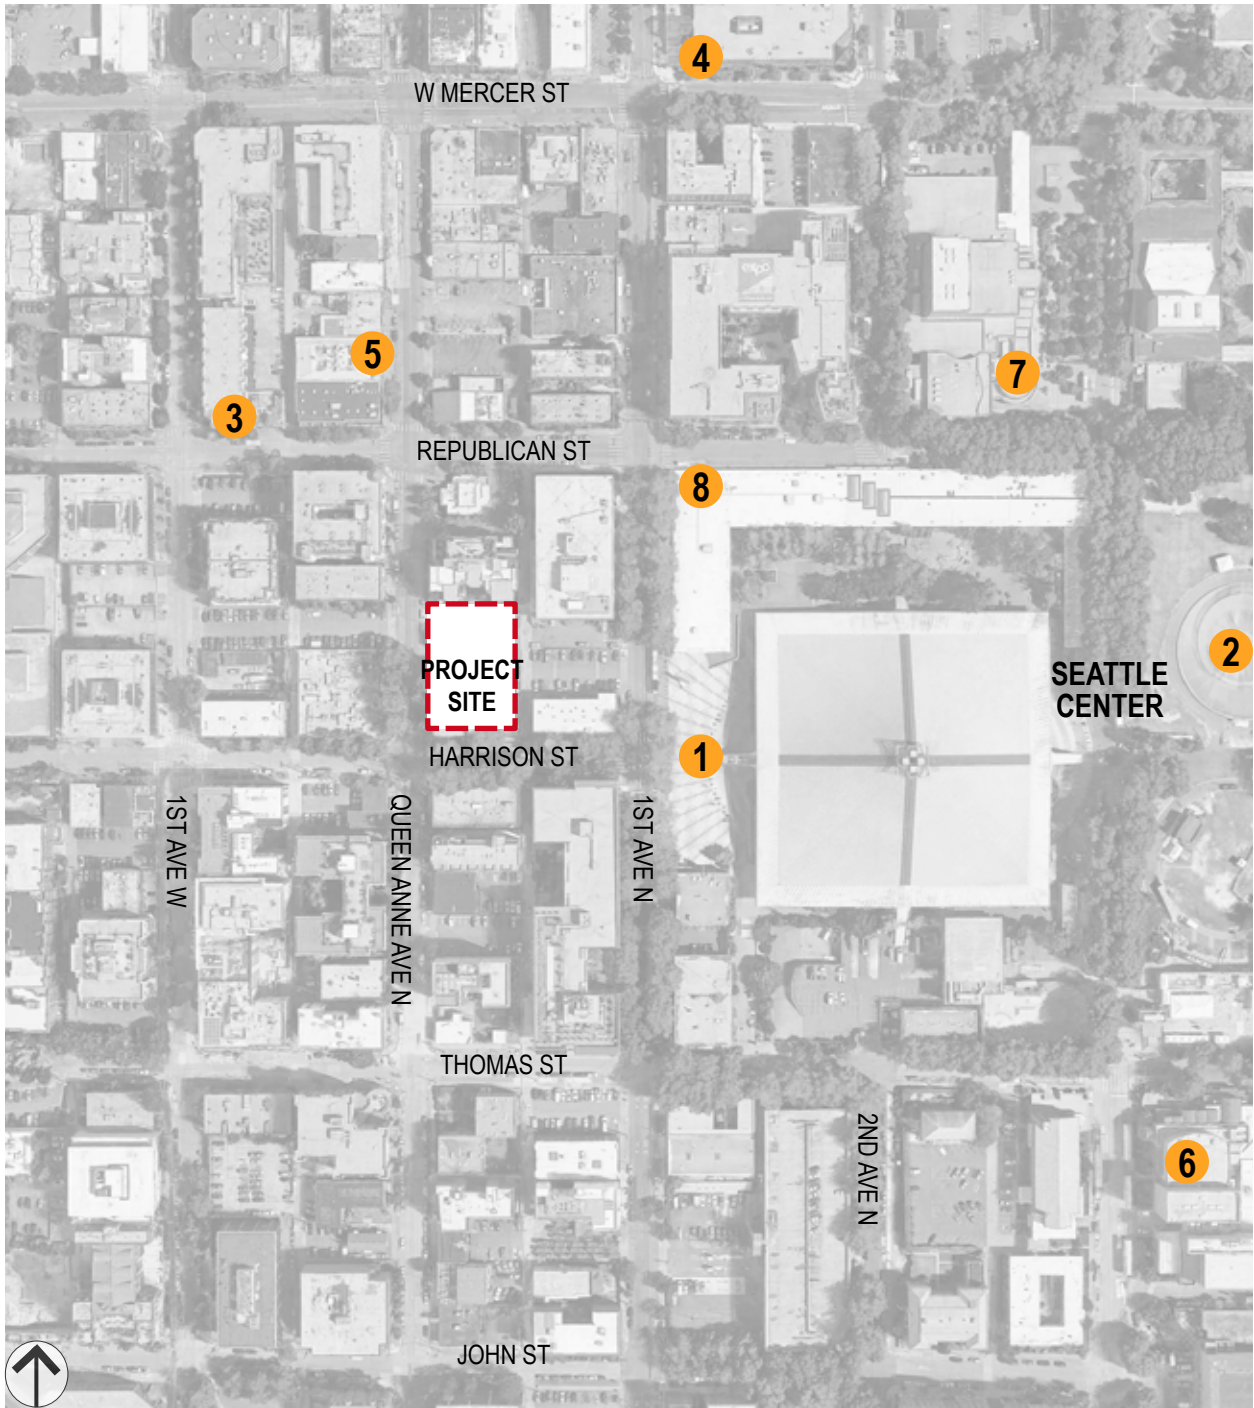 4
W MERCER ST
5
7
3
REPUBLICAN ST
8
2
PROJECT
SITE
SEATTLE
CENTER
1
HARRISON ST
1ST AVE W
QUEEN ANNE AVE N
1ST AVE N
THOMAS ST
2ND AVE N
6
JOHN ST